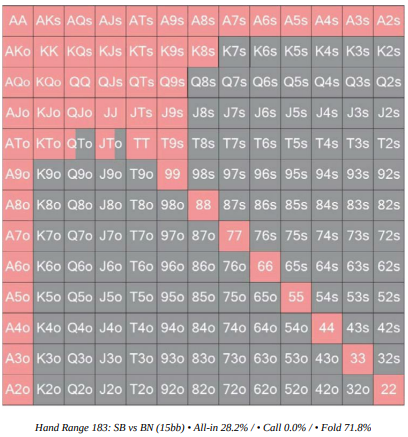 AA AKs AQs AJs ATs A9s A8s A7s A6s A5s A4s A3s A2s
AKo KK KQs KJs KTs K9s K8s K7s K6s K5s K4s K3s K2s
AQo KQo QQ QJs QTs Q9s Q8s Q7s Q6s Q5s Q4s Q3s Q2s
AJo KJo QJo JJ JTs J9s J8s J7s J6s J5s J4s J3s J2s
ATo KTo QTo JTo TT T9s T8s T7s T6s T5s T4s T3s T2s
A9o K9o Q9o J9o T9o 99 98s 97s 96s 95s 94s 93s 92s
A8o K8o Q8o J8o T8o 98o 88 87s 86s 85s 84s 83s 82s
A7o K7o Q7o J7o T7o 97o 87o 77 76s 75s 74s 73s 72s
A6o K6o Q6o J6o T6o 96o 86o 76o 66 65s 64s 63s 62s
A5o K5o Q5o J5o T5o 95o 85o 75o 65o 55 54s 53s 52s
A4o K4o Q4o J4o T4o 94o 84o 74o 64o 54o 44 43s 42s
A3o K3o Q3o J3o T3o 93o 83o 73o 63o 53o 43o 33 32s
A2o K2o Q2o J2o T2o 92o 82o 72o 62o 52o 42o 32o 22
Hand Range 183: SB vs BN (15bb) • All-in 28.2% / • Call 0.0% / • Fold 71.8%